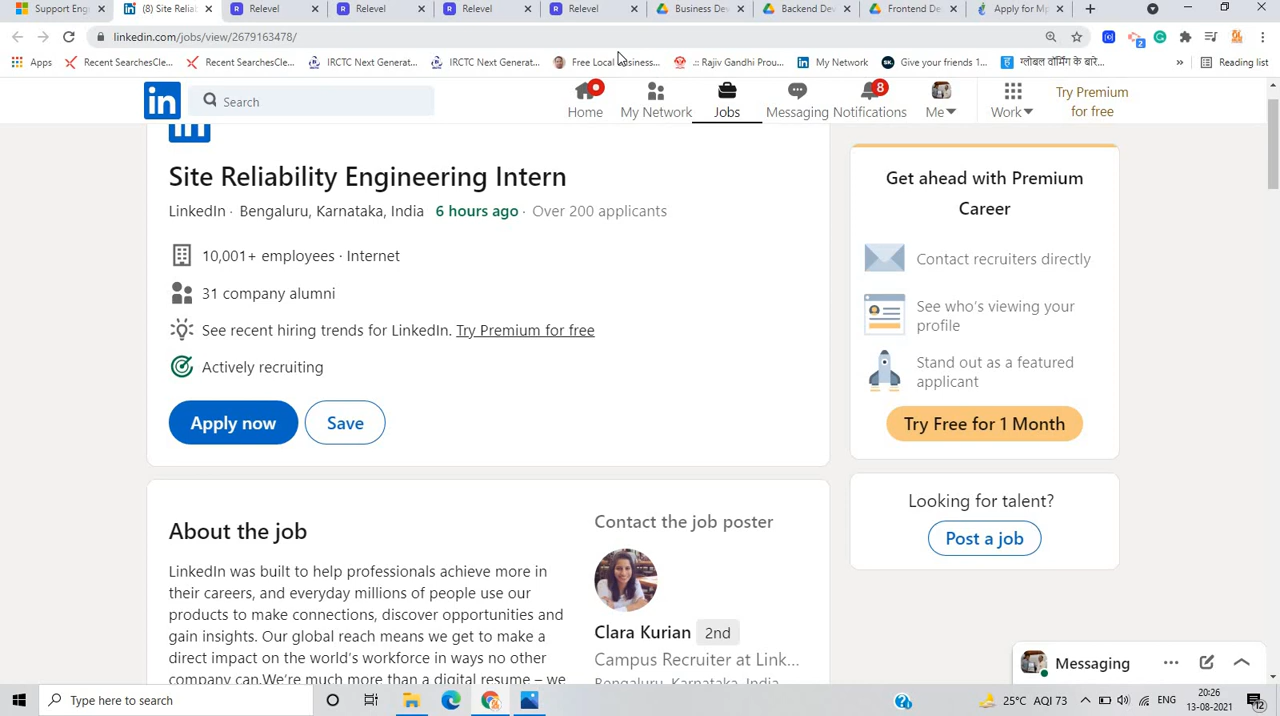 Support Eng
(8) Site Reliab
Relevel
Relevel
Relevel
Relevel
Business De
Backend Do
Frontend De
Apply for M
linkedin.com/jobs/view/2679163478/
Apps
Recent SearchesCle...
Recent SearchesCle...
IRCTC Next Generat...
IRCTC Next Generat...
Free Local Business...
.:: Rajiv Gandhi Prou...
My Network
Give your friends 1...
ग्लोबल वॉर्मिंग के बारे...
»
Reading list
Search
Home
My Network
Jobs
Messaging
8
Notifications
Me
Work
Try Premium
for free
Site Reliability Engineering Intern
LinkedIn · Bengaluru, Karnataka, India 6 hours ago · Over 200 applicants
10,001+ employees · Internet
31 company alumni
See recent hiring trends for LinkedIn. Try Premium for free
Actively recruiting
Apply now
Save
Get ahead with Premium
Career
Contact recruiters directly
See who's viewing your
profile
Stand out as a featured
applicant
Try Free for 1 Month
Looking for talent?
Post a job
About the job
LinkedIn was built to help professionals achieve more in
their careers, and everyday millions of people use our
products to make connections, discover opportunities and
gain insights. Our global reach means we get to make a
direct impact on the world's workforce in ways no other
company can.We're much more than a digital resume – we
Contact the job poster
Clara Kurian 2nd
Campus Recruiter at Link...
Bengaluru, Karnataka, India
Messaging
Type here to search
25°C AQI 73
ENG
20:26
13-08-2021
12